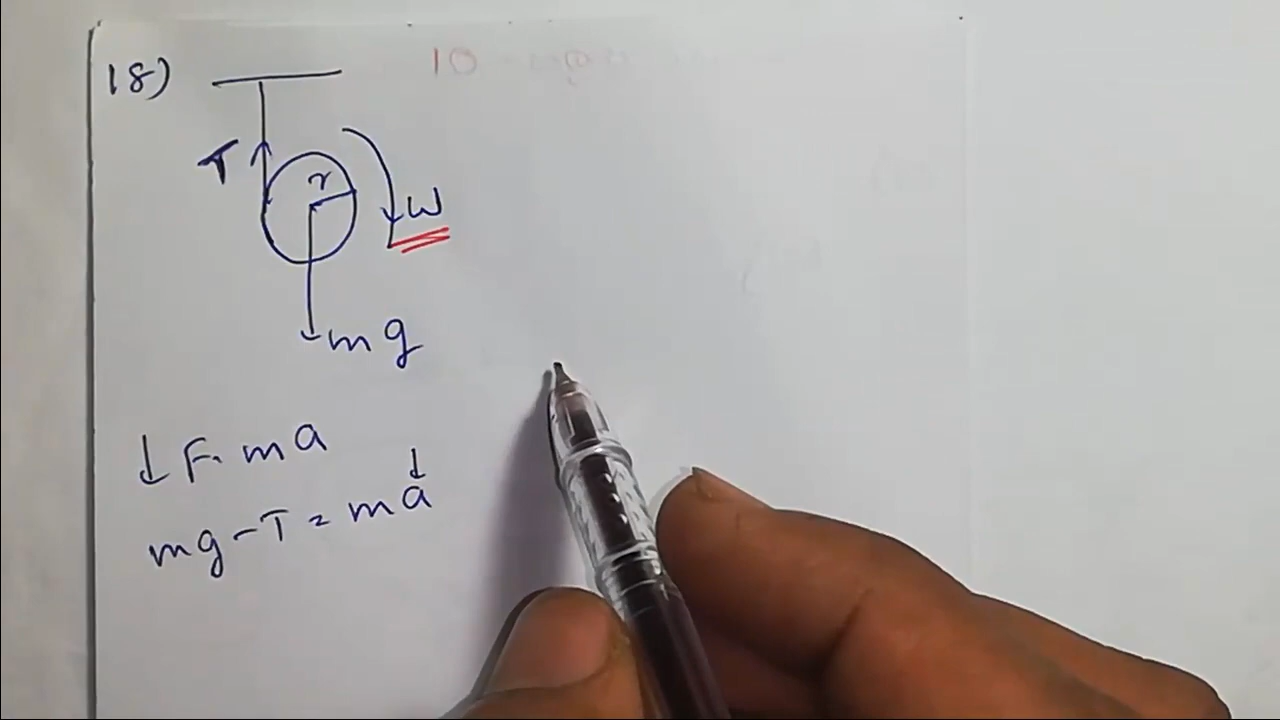 18)
T
r
ω
mg
↓ F = ma
mg - T = ma ↓